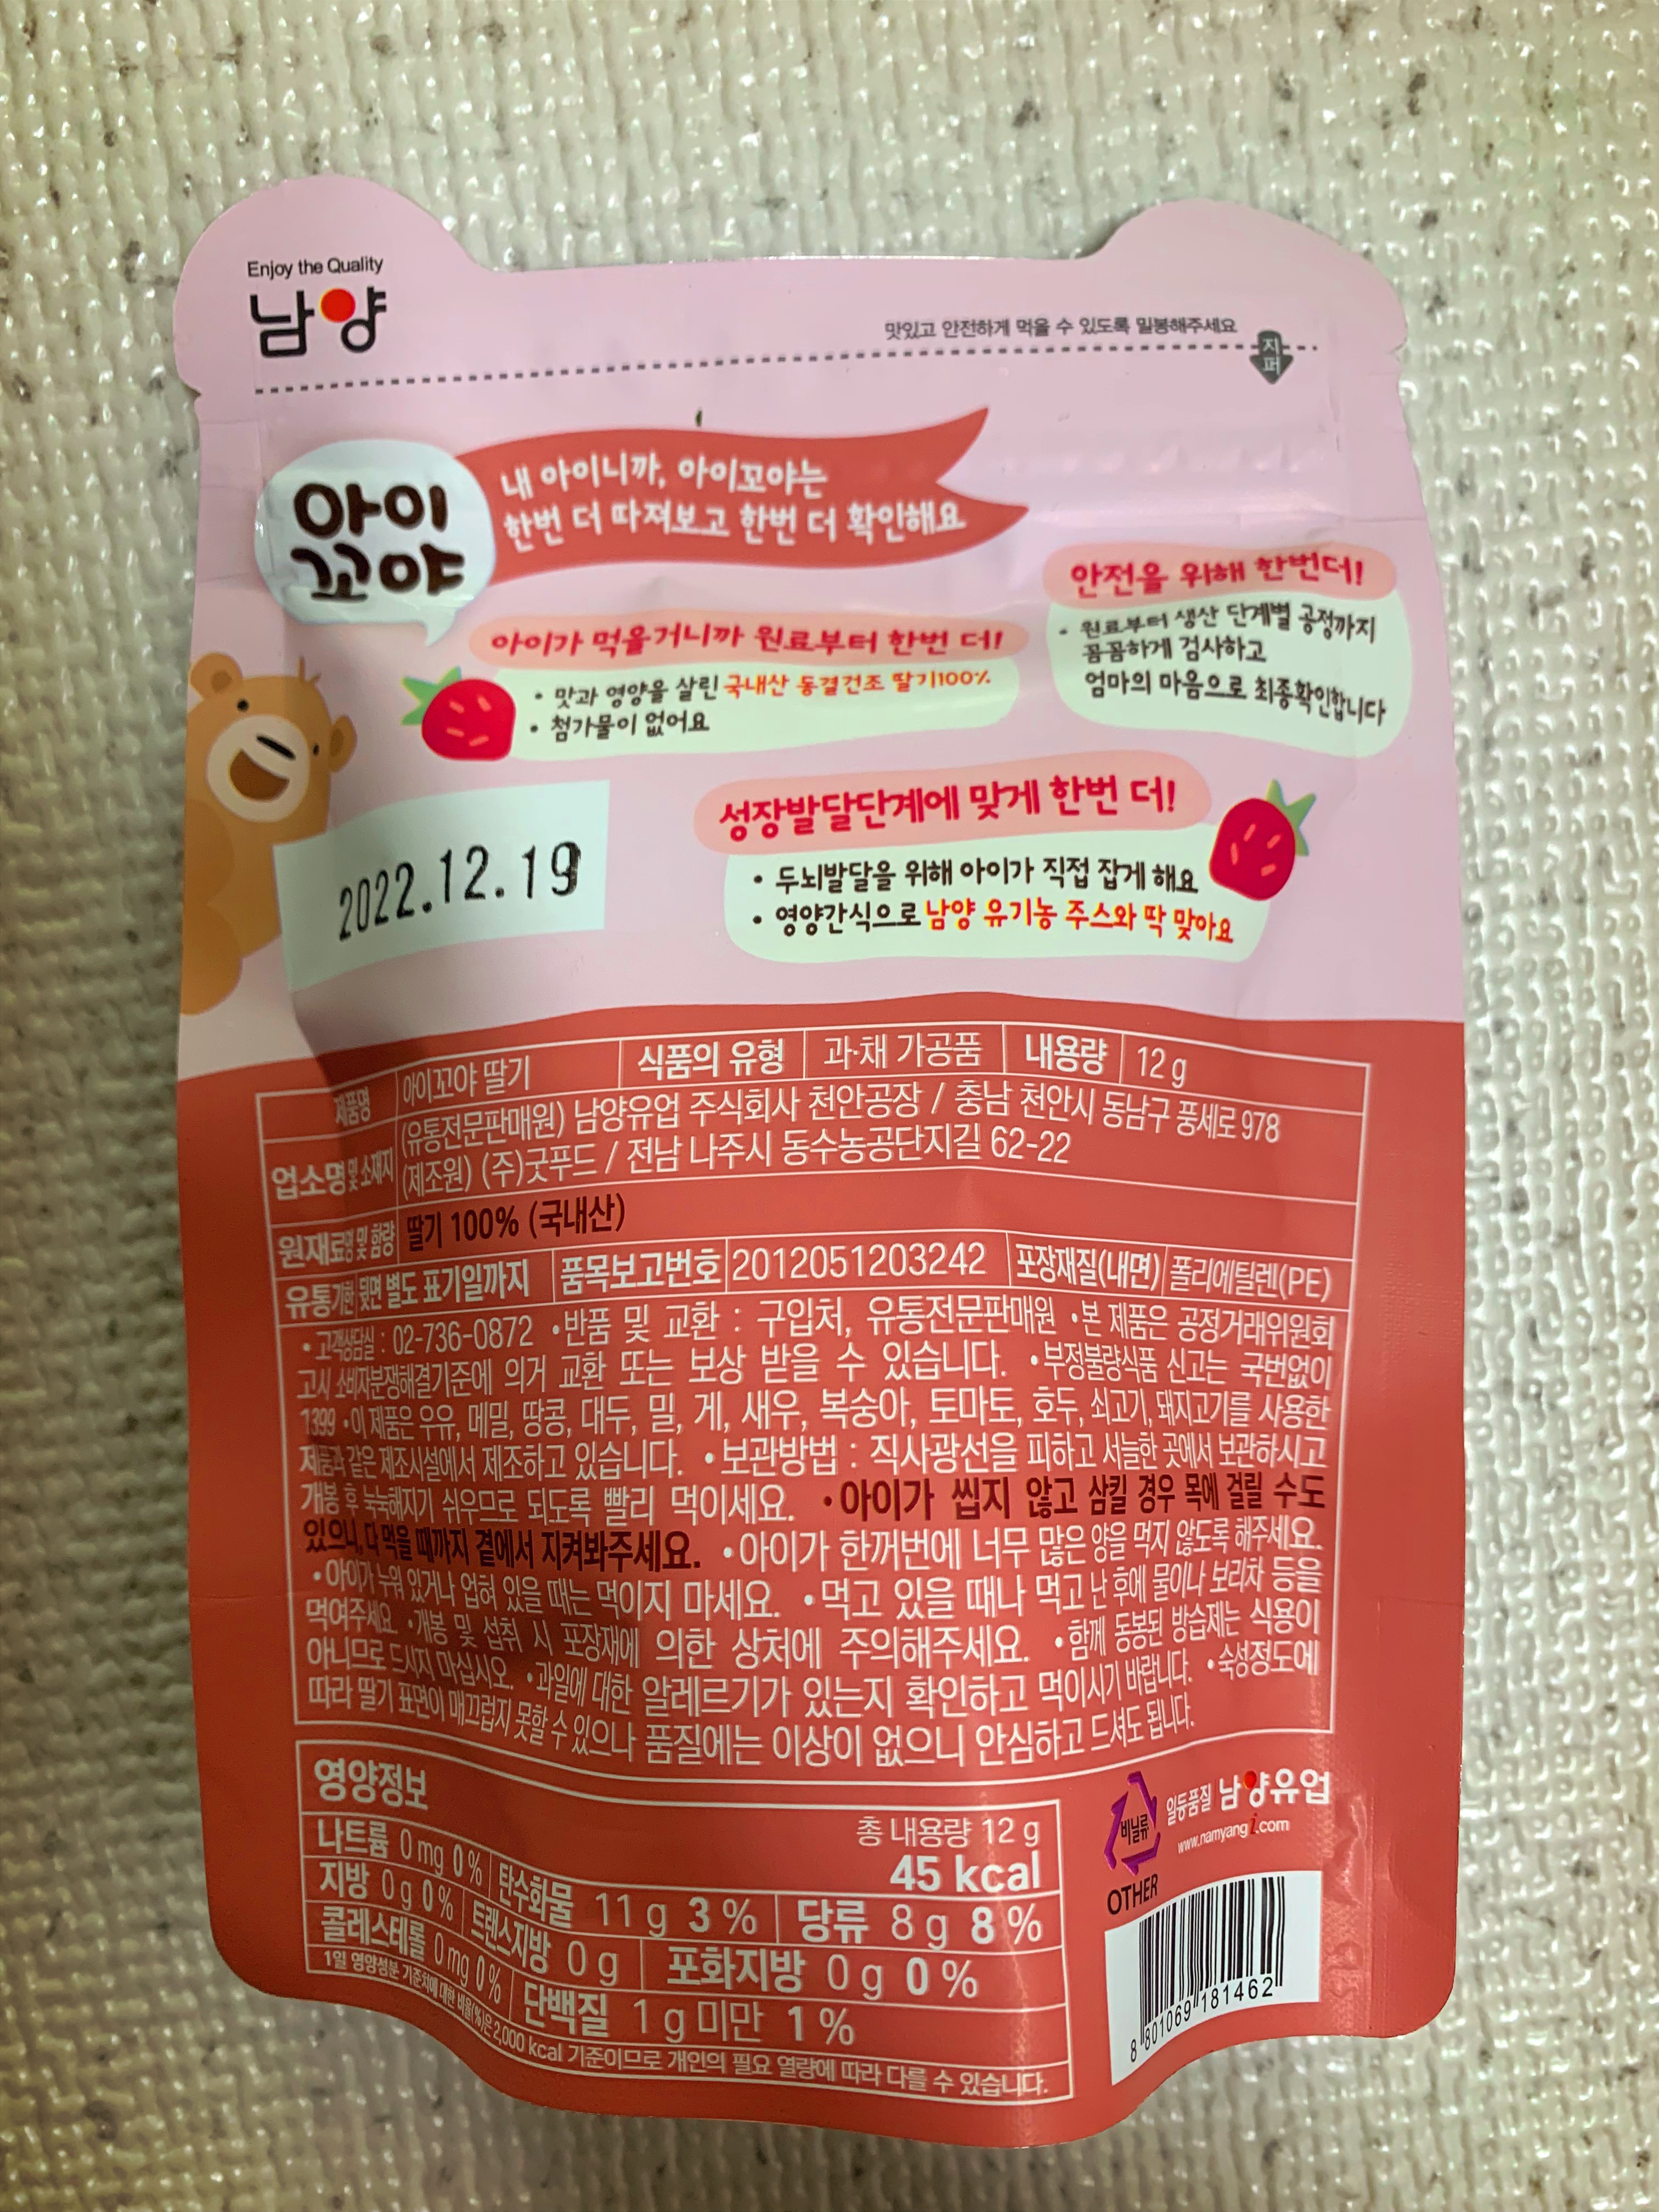 Enjoy the Quality
남양
맛있고 안전하게 먹을 수 있도록 밀봉해주세요
지퍼
아이
꼬야
내 아이니까, 아이꼬야는
한번 더 따져보고 한번 더 확인해요
안전을 위해 한번더!
• 원료부터 생산 단계별 공정까지
꼼꼼하게 검사하고
엄마의 마음으로 최종확인합니다
아이가 먹을거니까 원료부터 한번 더!
• 맛과 영양을 살린 국내산 동결건조 딸기100%
• 첨가물이 없어요
성장발달단계에 맞게 한번 더!
• 두뇌발달을 위해 아이가 직접 잡게 해요
• 영양간식으로 남양 유기농 주스와 딱 맞아요
2022.12.19
제품명 아이꼬야 딸기 식품의 유형 과·채 가공품 내용량 12 g
업소명 및 소재지 (유통전문판매원) 남양유업 주식회사 천안공장 / 충남 천안시 동남구 풍세로 978
(제조원) (주)굿푸드 / 전남 나주시 동수농공단지길 62-22
원재료명 및 함량 딸기 100% (국내산)
유통기한 뒷면 별도 표기일까지 품목보고번호 2012051203242 포장재질(내면) 폴리에틸렌(PE)
• 고객상담실 : 02-736-0872 • 반품 및 교환 : 구입처, 유통전문판매원 • 본 제품은 공정거래위원회
고시 소비자분쟁해결기준에 의거 교환 또는 보상 받을 수 있습니다. • 부정불량식품 신고는 국번없이
1399 • 이 제품은 우유, 메밀, 땅콩, 대두, 밀, 게, 새우, 복숭아, 토마토, 호두, 쇠고기, 돼지고기를 사용한
제품과 같은 제조시설에서 제조하고 있습니다. • 보관방법 : 직사광선을 피하고 서늘한 곳에서 보관하시고
개봉 후 눅눅해지기 쉬우므로 되도록 빨리 먹이세요. • 아이가 씹지 않고 삼킬 경우 목에 걸릴 수도
있으니, 다 먹을 때까지 곁에서 지켜봐주세요. • 아이가 한꺼번에 너무 많은 양을 먹지 않도록 해주세요.
• 아이가 누워 있거나 업혀 있을 때는 먹이지 마세요. • 먹고 있을 때나 먹고 난 후에 물이나 보리차 등을
먹여주세요. • 개봉 및 섭취 시 포장재에 의한 상처에 주의해주세요. • 함께 동봉된 방습제는 식용이
아니므로 드시지 마십시오. • 과일에 대한 알레르기가 있는지 확인하고 먹이시기 바랍니다. • 숙성정도에
따라 딸기 표면이 매끄럽지 못할 수 있으나 품질에는 이상이 없으니 안심하고 드셔도 됩니다.
영양정보
총 내용량 12 g
45 kcal
나트륨 0 mg 0 % 탄수화물 11 g 3 % 당류 8 g 8 %
지방 0 g 0 % 트랜스지방 0 g 포화지방 0 g 0 %
콜레스테롤 0 mg 0 % 단백질 1 g 미만 1 %
1일 영양성분 기준치에 대한 비율(%)은 2,000 kcal 기준이므로 개인의 필요 열량에 따라 다를 수 있습니다.
비닐류
OTHER
일등품질 남양유업
www.namyangi.com
8 801069 181462